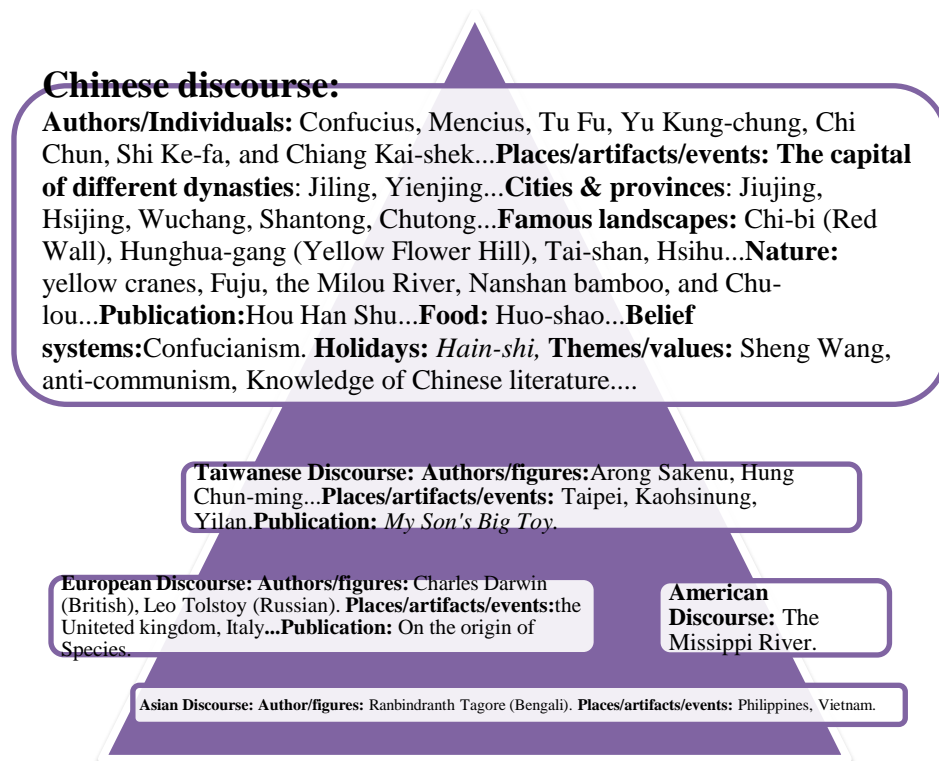 Chinese discourse:
Authors/Individuals: Confucius, Mencius, Tu Fu, Yu Kung-chung, Chi
Chun, Shi Ke-fa, and Chiang Kai-shek...Places/artifacts/events: The capital
of different dynasties: Jiling, Yienjing...Cities & provinces: Jiujing,
Hsijing, Wuchang, Shantong, Chutong...Famous landscapes: Chi-bi (Red
Wall), Hunghua-gang (Yellow Flower Hill), Tai-shan, Hsihu...Nature:
yellow cranes, Fuju, the Milou River, Nanshan bamboo, and Chu-
lou...Publication:Hou Han Shu...Food: Huo-shao...Belief
systems:Confucianism. Holidays: Hain-shi, Themes/values: Sheng Wang,
anti-communism, Knowledge of Chinese literature....
Taiwanese Discourse: Authors/figures:Arong Sakenu, Hung
Chun-ming...Places/artifacts/events: Taipei, Kaohsinung,
Yilan.Publication: My Son's Big Toy.
European Discourse: Authors/figures: Charles Darwin
(British), Leo Tolstoy (Russian). Places/artifacts/events:the
Uniteted kingdom, Italy...Publication: On the origin of
Species.
American
Discourse: The
Missippi River.
Asian Discourse: Author/figures: Ranbindranth Tagore (Bengali). Places/artifacts/events: Philippines, Vietnam.